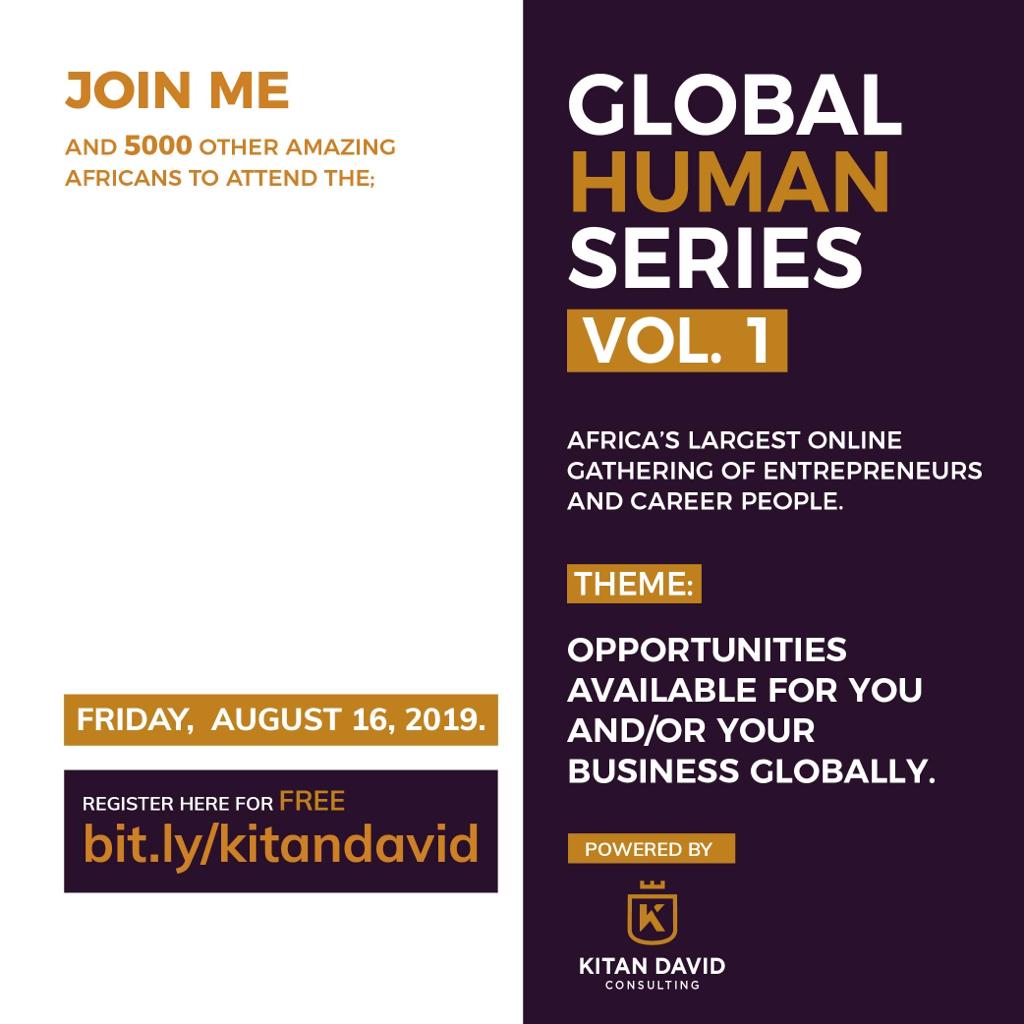 JOIN ME
AND 5000 OTHER AMAZING
AFRICANS TO ATTEND THE;
FRIDAY, AUGUST 16, 2019.
REGISTER HERE FOR FREE
bit.ly/kitandavid
GLOBAL
HUMAN
SERIES
VOL. 1
AFRICA'S LARGEST ONLINE
GATHERING OF ENTREPRENEURS
AND CAREER PEOPLE.
THEME:
OPPORTUNITIES
AVAILABLE FOR YOU
AND/OR YOUR
BUSINESS GLOBALLY.
POWERED BY
K
KITAN DAVID
CONSULTING